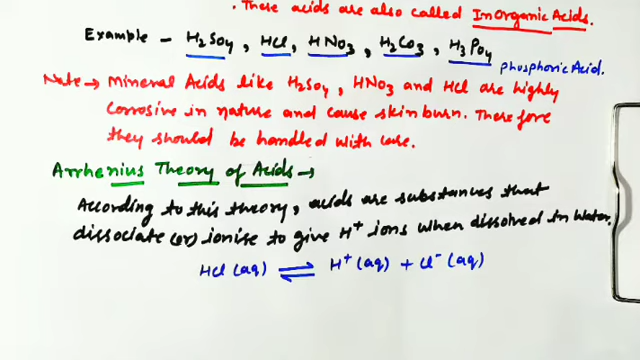 . These acids are also called InOrganic Acids.
Example - H₂SO₄, HCl, HNO₃, H₂CO₃, H₃PO₄
phosphoric Acid.
Note → Mineral Acids like H₂SO₄, HNO₃ and HCl are highly
Corrosive in nature and cause skin burn. Therefore
they should be handled with care.
Arrhenius Theory of Acids →
According to this theory, acids are substances that
dissociate (or) ionise to give H⁺ ions when dissolved in water.
HCl (aq) ⇌ H⁺ (aq) + Cl⁻ (aq)